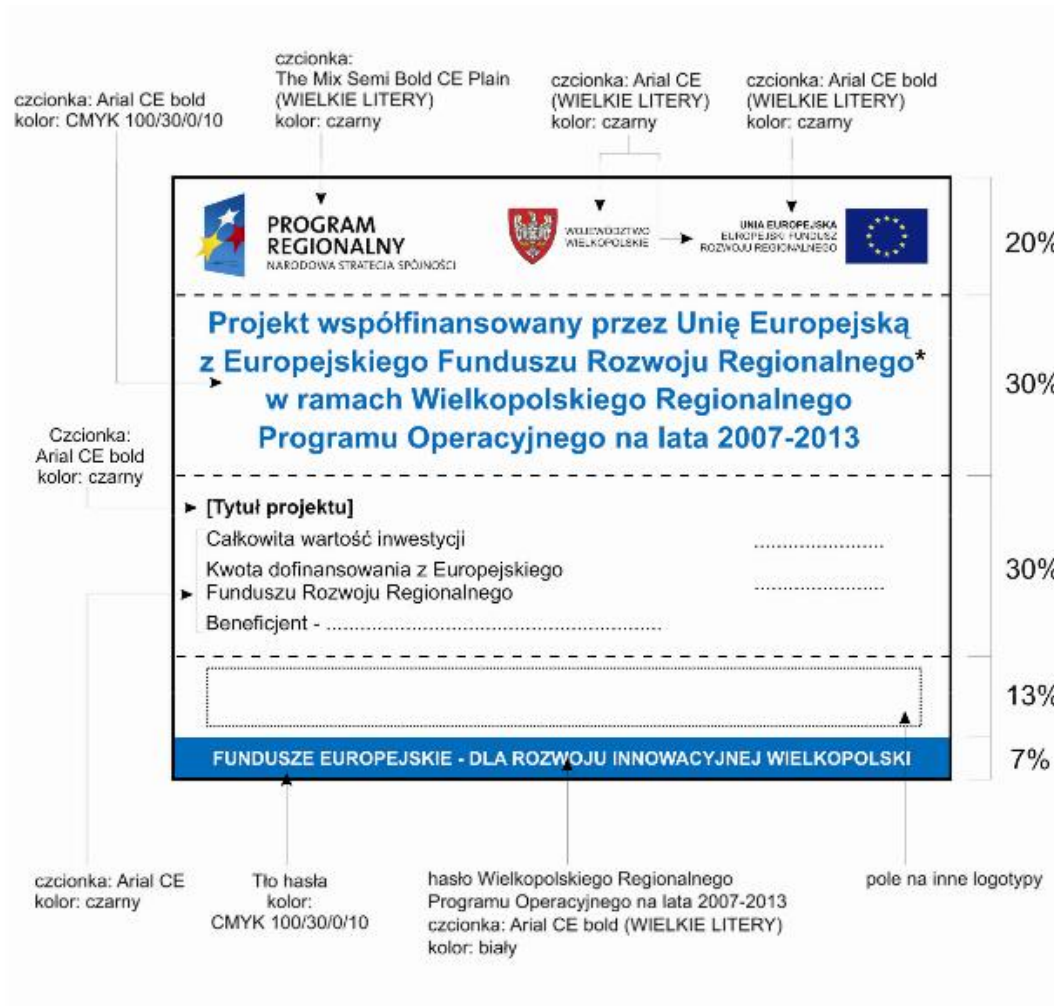 czcionka:
The Mix Semi Bold CE Plain
(WIELKIE LITERY)
kolor: czarny
czcionka: Arial CE bold
kolor: CMYK 100/30/0/10
czcionka: Arial CE
(WIELKIE LITERY)
kolor: czarny
czcionka: Arial CE bold
(WIELKIE LITERY)
kolor: czarny
PROGRAM
REGIONALNY
NARODOWA STRATEGIA SPÓJNOŚCI
WOJEWÓDZTWO
WIELKOPOLSKIE
UNIA EUROPEJSKA
EUROPEJSKI FUNDUSZ
ROZWOJU REGIONALNEGO
20%
Projekt współfinansowany przez Unię Europejską
z Europejskiego Funduszu Rozwoju Regionalnego*
w ramach Wielkopolskiego Regionalnego
Programu Operacyjnego na lata 2007-2013
30%
Czcionka:
Arial CE bold
kolor: czarny
[Tytuł projektu]
Całkowita wartość inwestycji ........................
Kwota dofinansowania z Europejskiego
Funduszu Rozwoju Regionalnego ........................
Beneficjent - ..............................................................
30%
13%
FUNDUSZE EUROPEJSKIE - DLA ROZWOJU INNOWACYJNEJ WIELKOPOLSKI
7%
czcionka: Arial CE
kolor: czarny
Tło hasła
kolor:
CMYK 100/30/0/10
hasło Wielkopolskiego Regionalnego
Programu Operacyjnego na lata 2007-2013
czcionka: Arial CE bold (WIELKIE LITERY)
kolor: biały
pole na inne logotypy